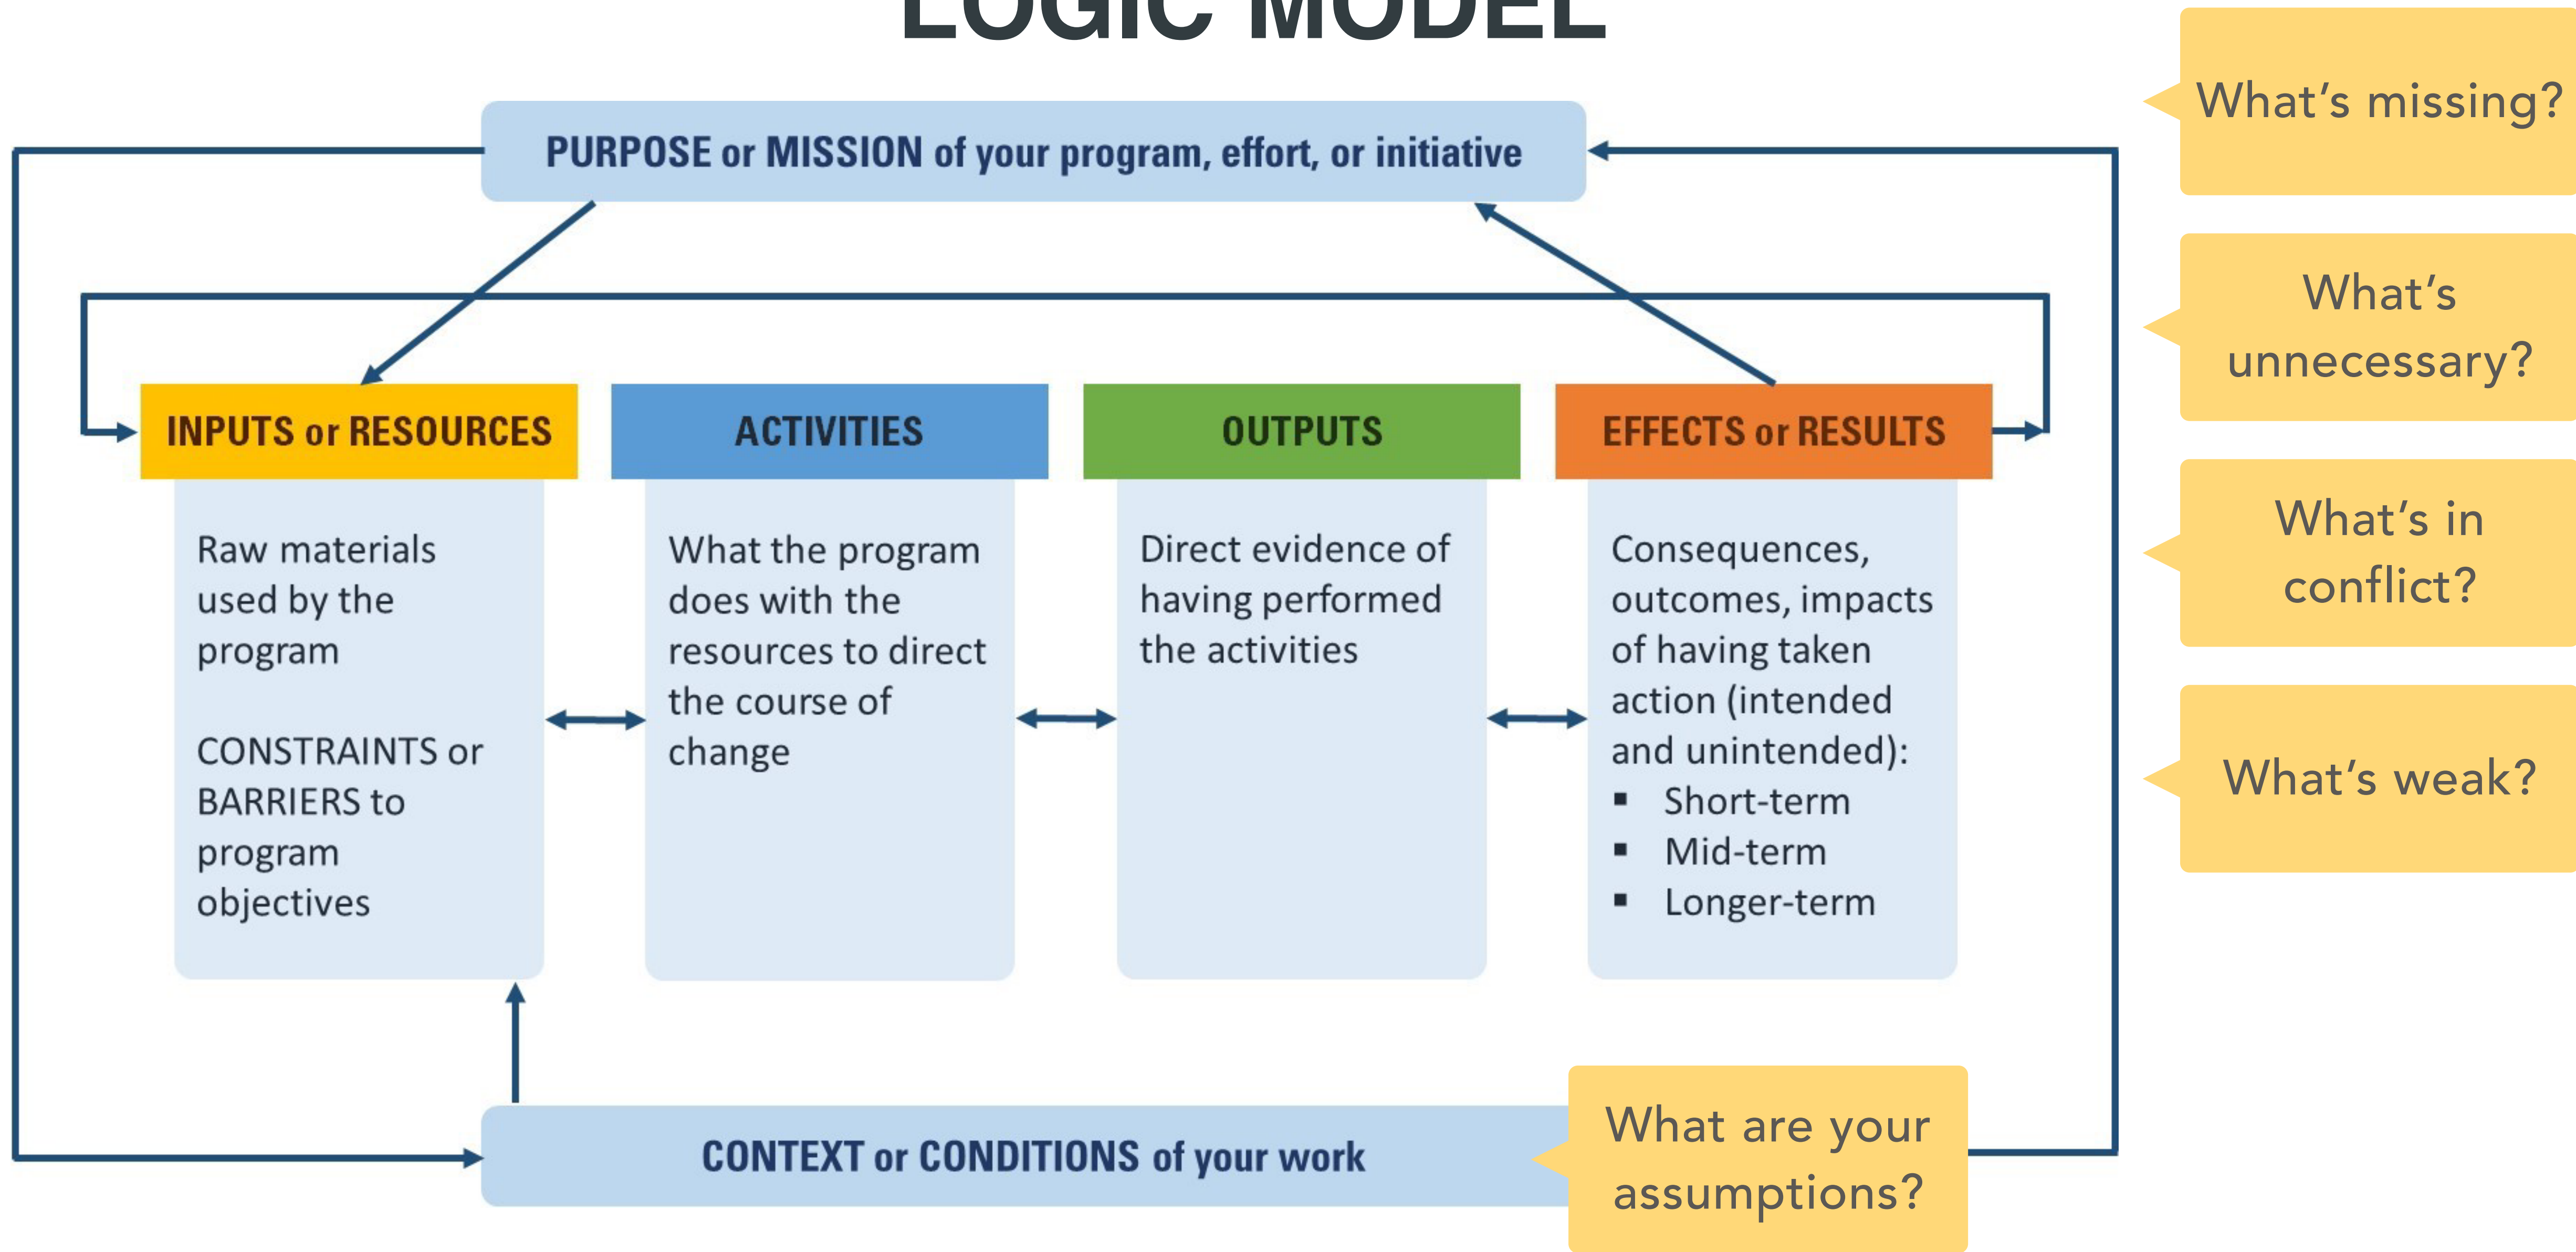 LOGIC MODEL
PURPOSE or MISSION of your program, effort, or initiative
INPUTS or RESOURCES
Raw materials
used by the
program
CONSTRAINTS or
BARRIERS to
program
objectives
ACTIVITIES
What the program
does with the
resources to direct
the course of
change
OUTPUTS
Direct evidence of
having performed
the activities
EFFECTS or RESULTS
Consequences,
outcomes, impacts
of having taken
action (intended
and unintended):
▪ Short-term
▪ Mid-term
▪ Longer-term
CONTEXT or CONDITIONS of your work
What are your
assumptions?
What's missing?
What's
unnecessary?
What's in
conflict?
What's weak?